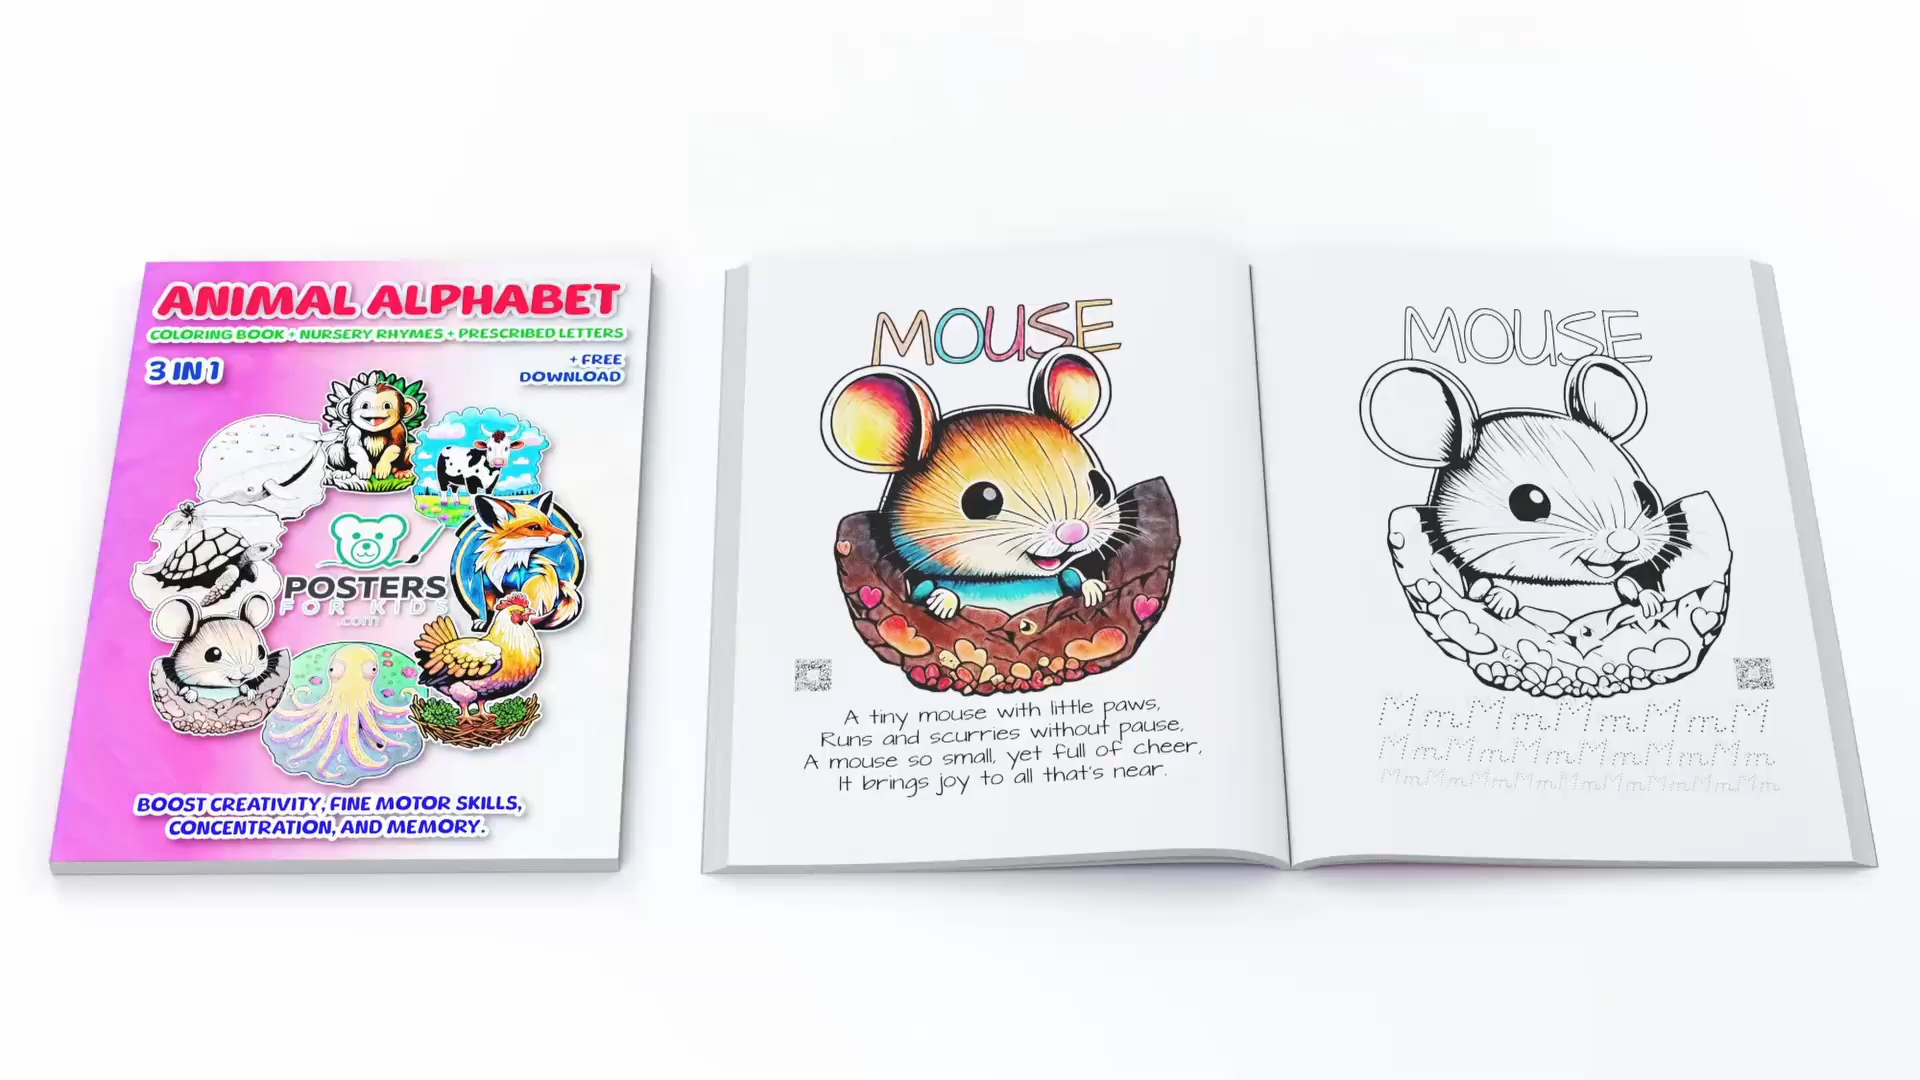 ANIMAL ALPHABET
COLORING BOOK + NURSERY RHYMES + PRESCRIBED LETTERS
3 IN 1
+ FREE
DOWNLOAD
POSTERS
FOR KIDS
.com
BOOST CREATIVITY, FINE MOTOR SKILLS,
CONCENTRATION, AND MEMORY.
MOUSE
A tiny mouse with little paws,
Runs and scurries without pause,
A mouse so small, yet full of cheer,
It brings joy to all that's near.
MOUSE
MmMmMmMmM
MmMmMmMmMm
MmMmMmMmMmMmMmMmMm